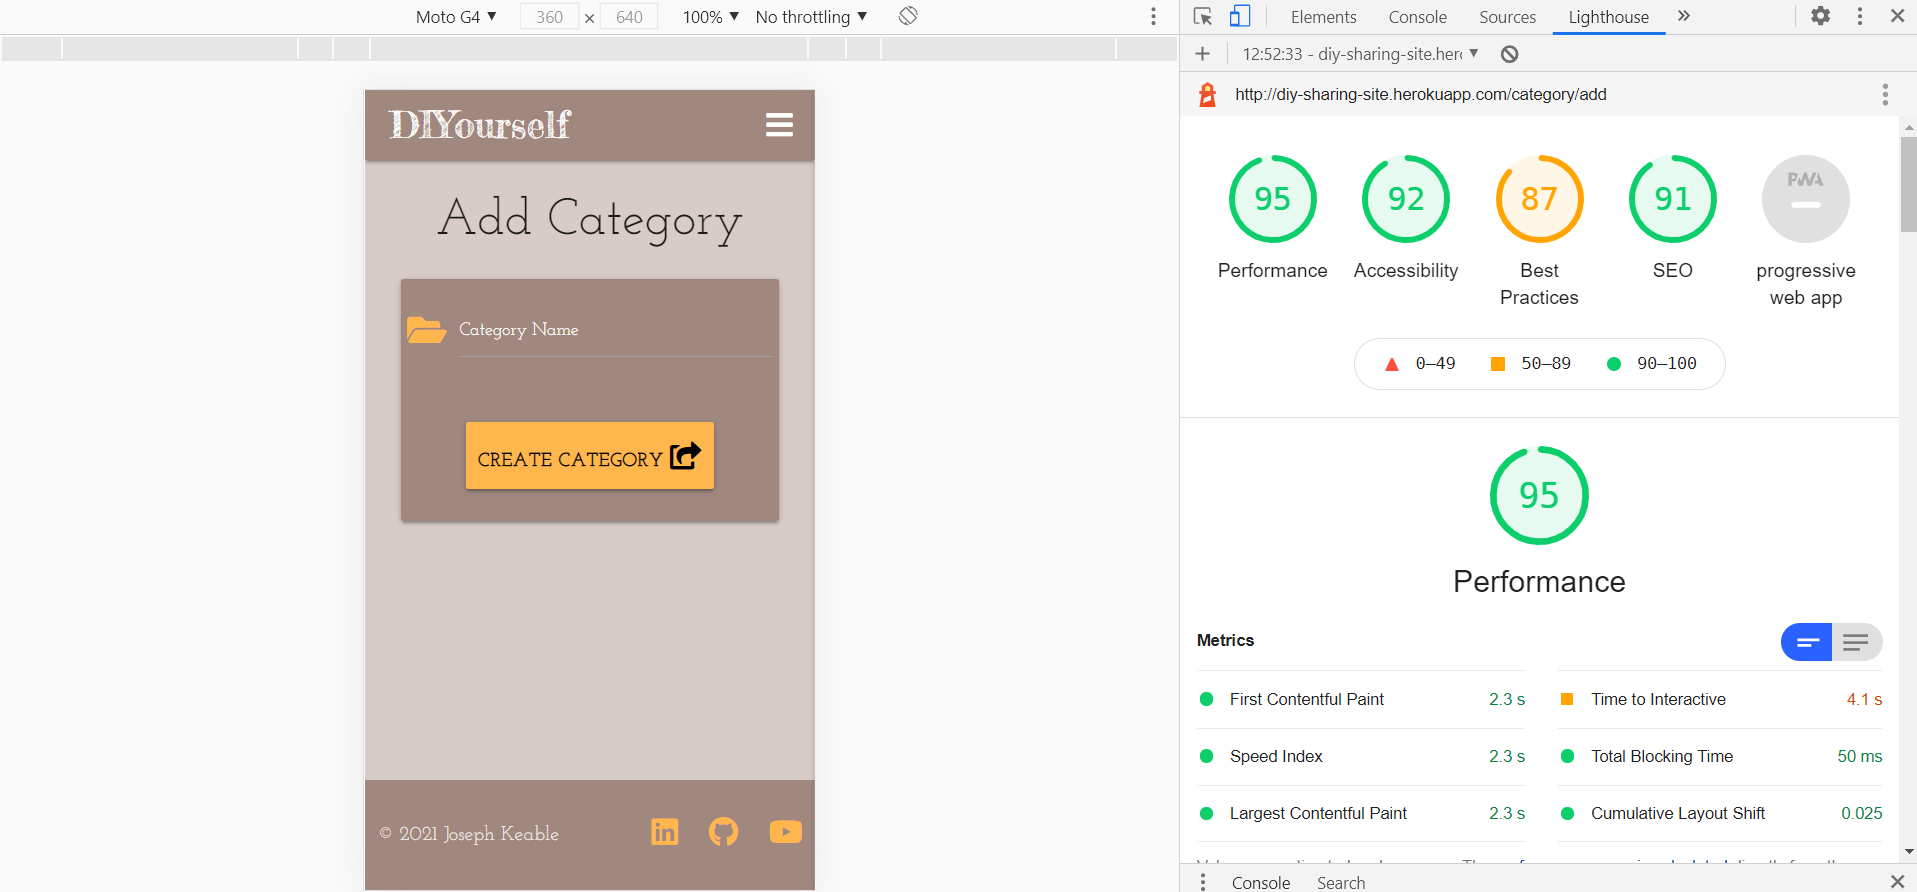 Moto G4 ▼ 360 × 640 100% ▼ No throttling ▼
DIYourself
Add Category
Category Name
CREATE CATEGORY
© 2021 Joseph Keable
Elements Console Sources Lighthouse »
+ 12:52:33 - diy-sharing-site.her ▼
http://diy-sharing-site.herokuapp.com/category/add
95 92 87 91 PWA
Performance Accessibility Best Practices SEO progressive web app
0–49 50–89 90–100
95
Performance
Metrics
First Contentful Paint 2.3 s
Time to Interactive 4.1 s
Speed Index 2.3 s
Total Blocking Time 50 ms
Largest Contentful Paint 2.3 s
Cumulative Layout Shift 0.025
Console Search